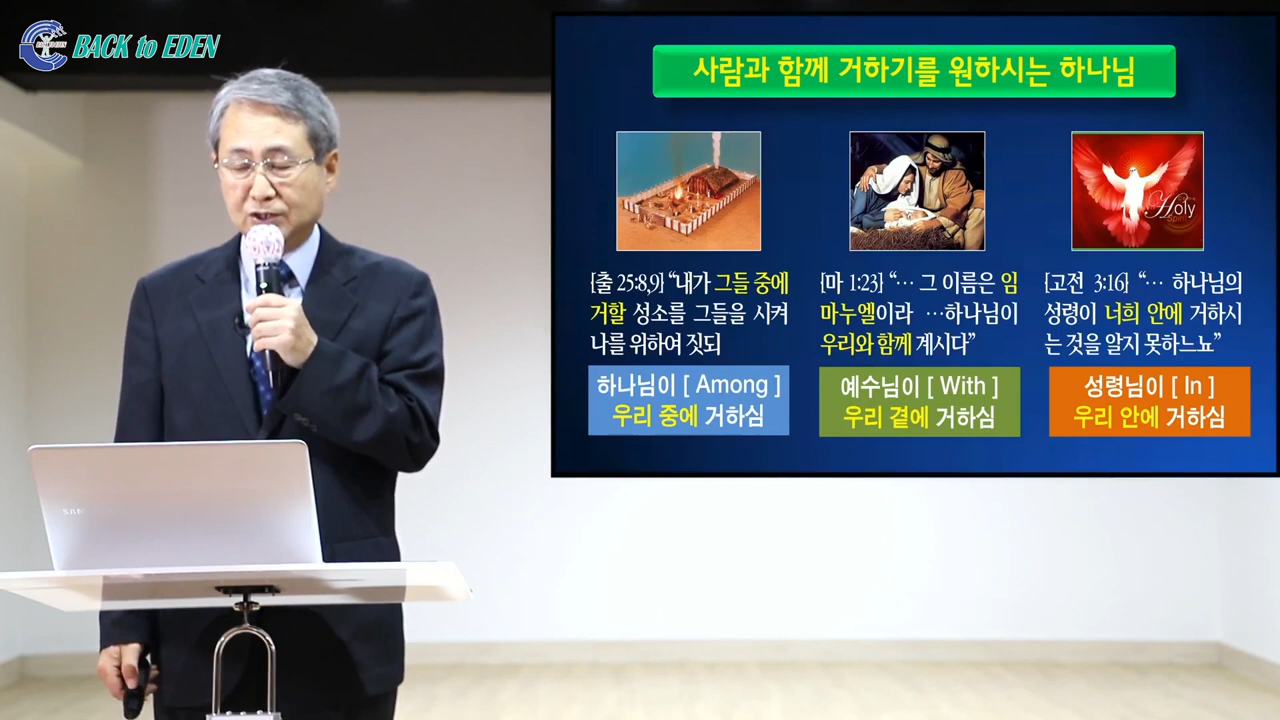 BACK to EDEN
사람과 함께 거하기를 원하시는 하나님
Holy
Spirit
[출 25:8,9] “내가 그들 중에
거할 성소를 그들을 시켜
나를 위하여 짓되
하나님이 [ Among ]
우리 중에 거하심
[마 1:23] “… 그 이름은 임
마누엘이라 …하나님이
우리와 함께 계시다”
예수님이 [ With ]
우리 곁에 거하심
[고전 3:16] “… 하나님의
성령이 너희 안에 거하시
는 것을 알지 못하느뇨”
성령님이 [ In ]
우리 안에 거하심